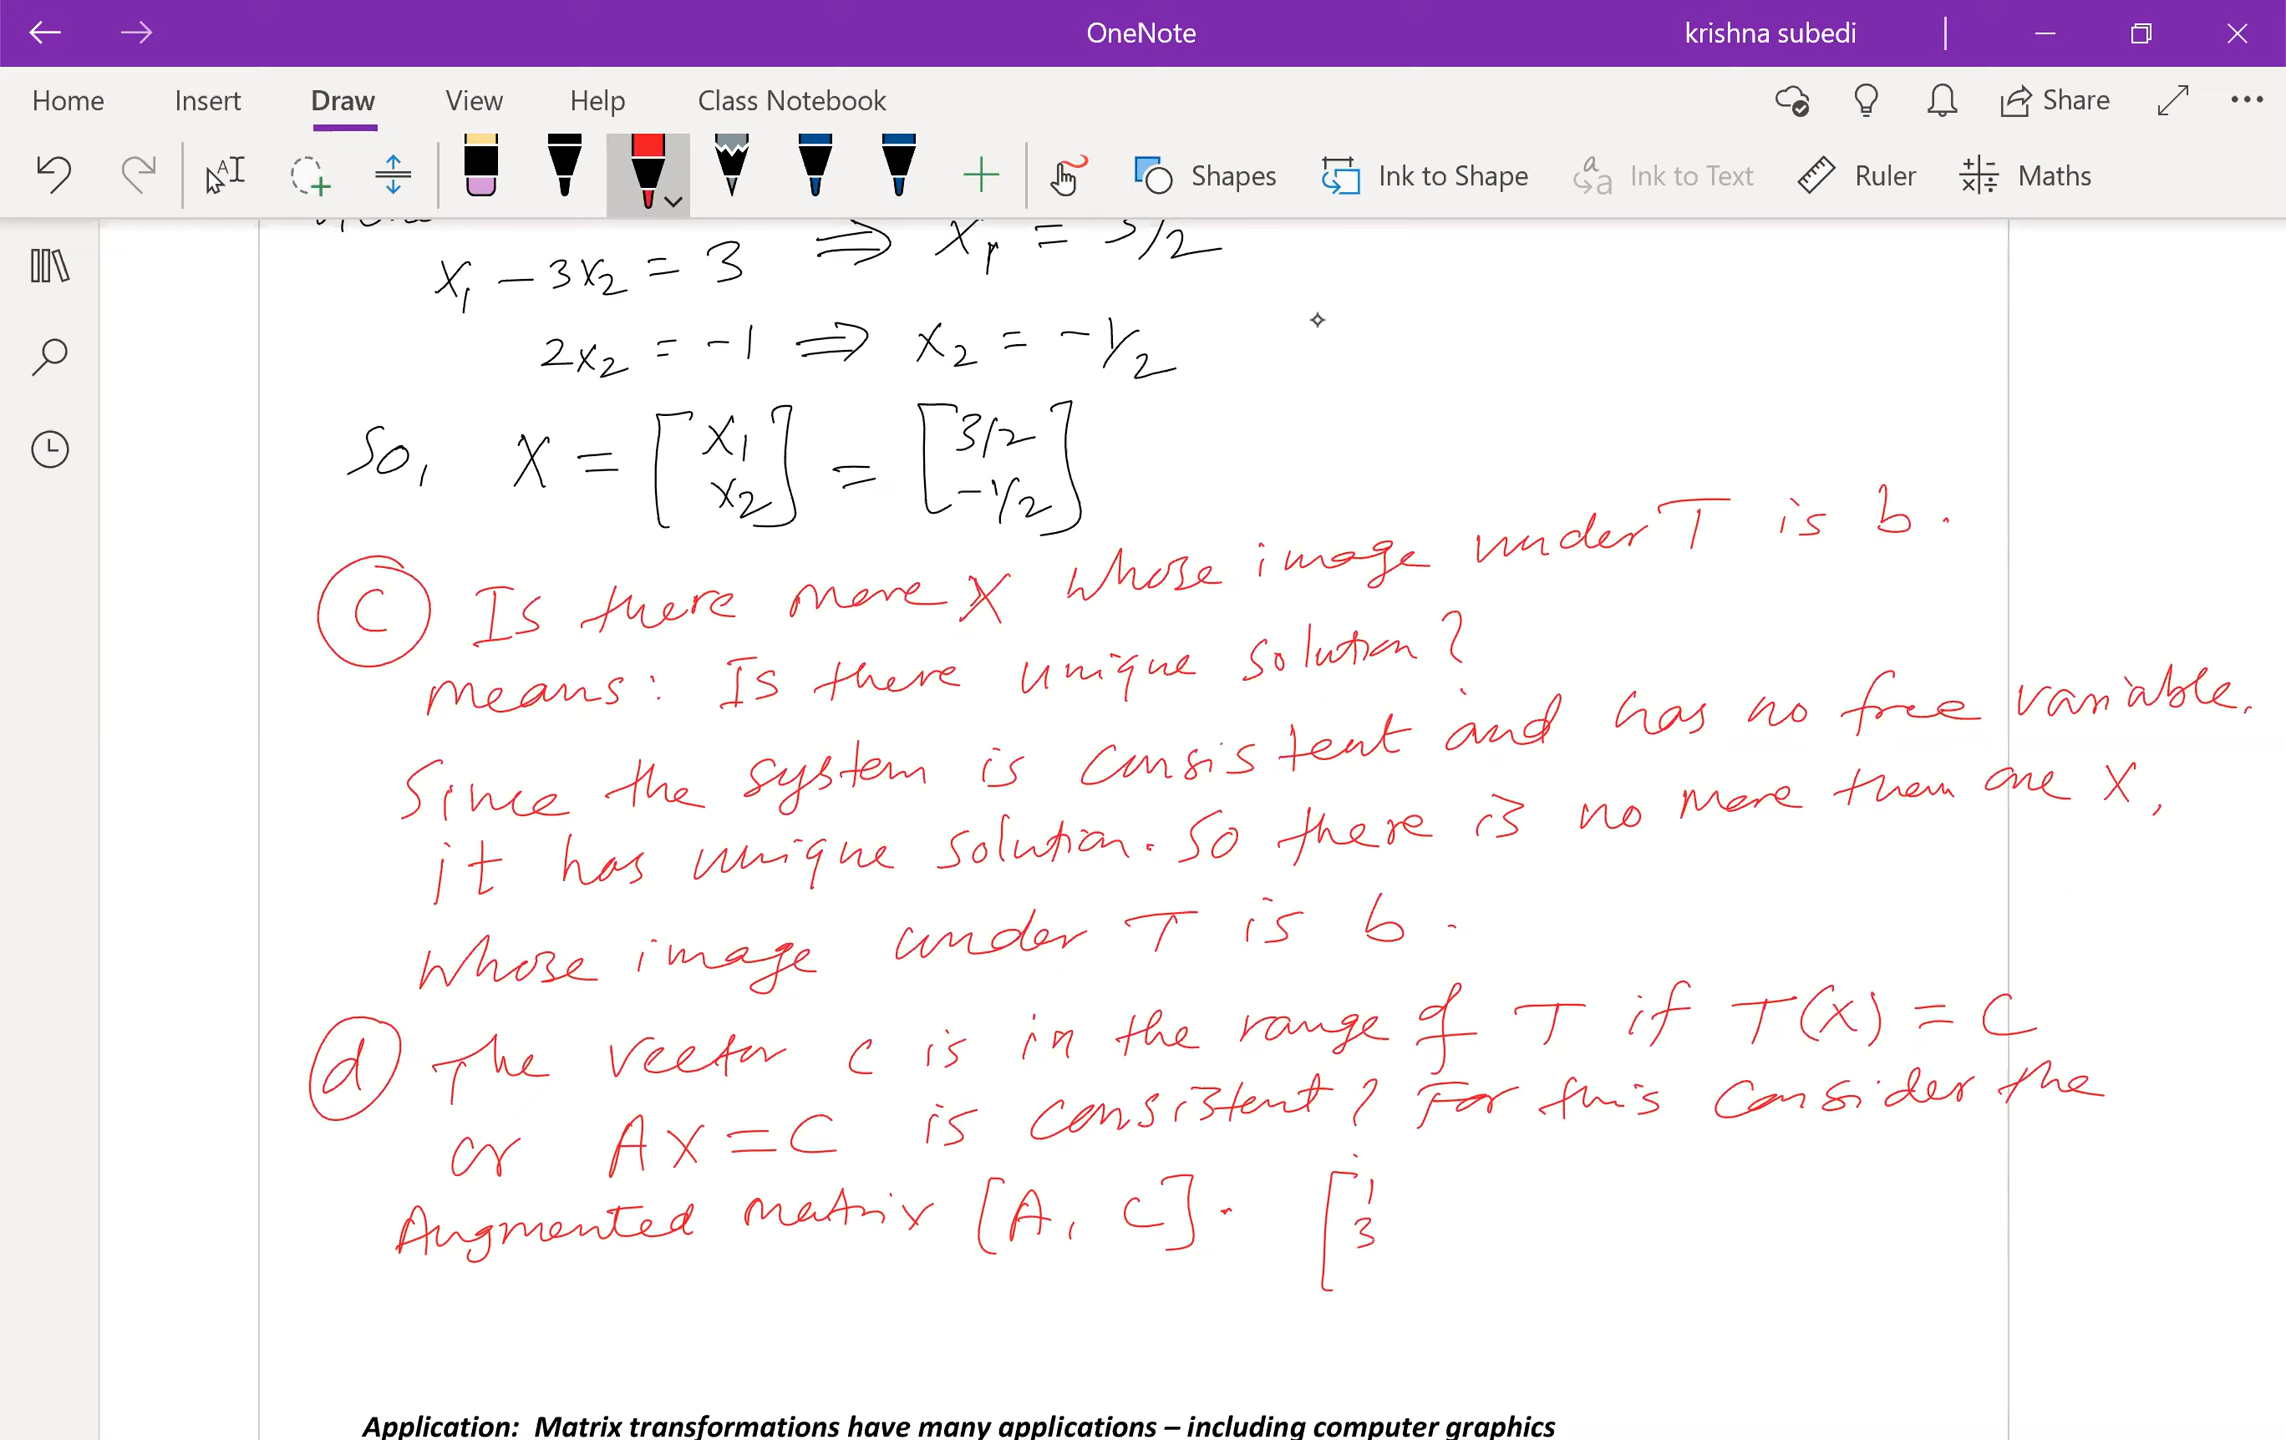 OneNote
krishna subedi
Home Insert Draw View Help Class Notebook Share
Shapes Ink to Shape Ink to Text Ruler Maths
x₁ - 3x₂ = 3 ⟹ x₁ = 3/2
2x₂ = -1 ⟹ x₂ = -1/2
So, X = [x₁ x₂] = [3/2 -1/2]
(C) Is there more X whose image under T is b.
means: Is there unique solution?
Since the system is consistent and has no free variable.
it has unique solution. So there is no more than one X,
whose image under T is b.
(d) The vector c is in the range of T if T(X) = C
or AX = C is consistent? For this consider the
Augmented matrix [A, C]. [1 3
Application: Matrix transformations have many applications – including computer graphics